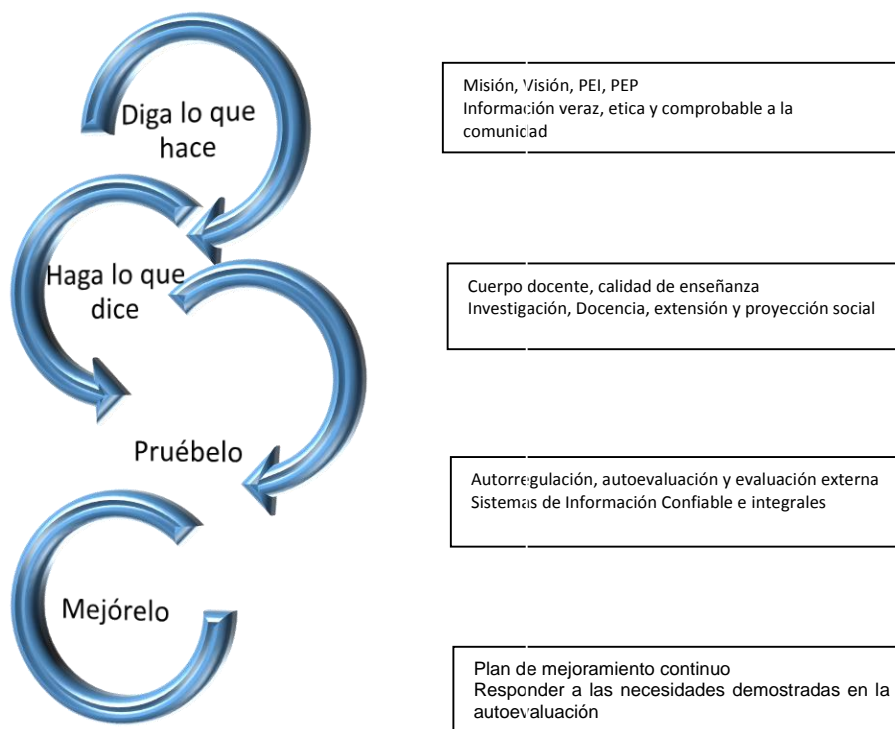 Diga lo que
hace
Misión, Visión, PEI, PEP
Información veraz, etica y comprobable a la
comunidad
Haga lo que
dice
Cuerpo docente, calidad de enseñanza
Investigación, Docencia, extensión y proyección social
Pruébelo
Autorregulación, autoevaluación y evaluación externa
Sistemas de Información Confiable e integrales
Mejórelo
Plan de mejoramiento continuo
Responder a las necesidades demostradas en la
autoevaluación